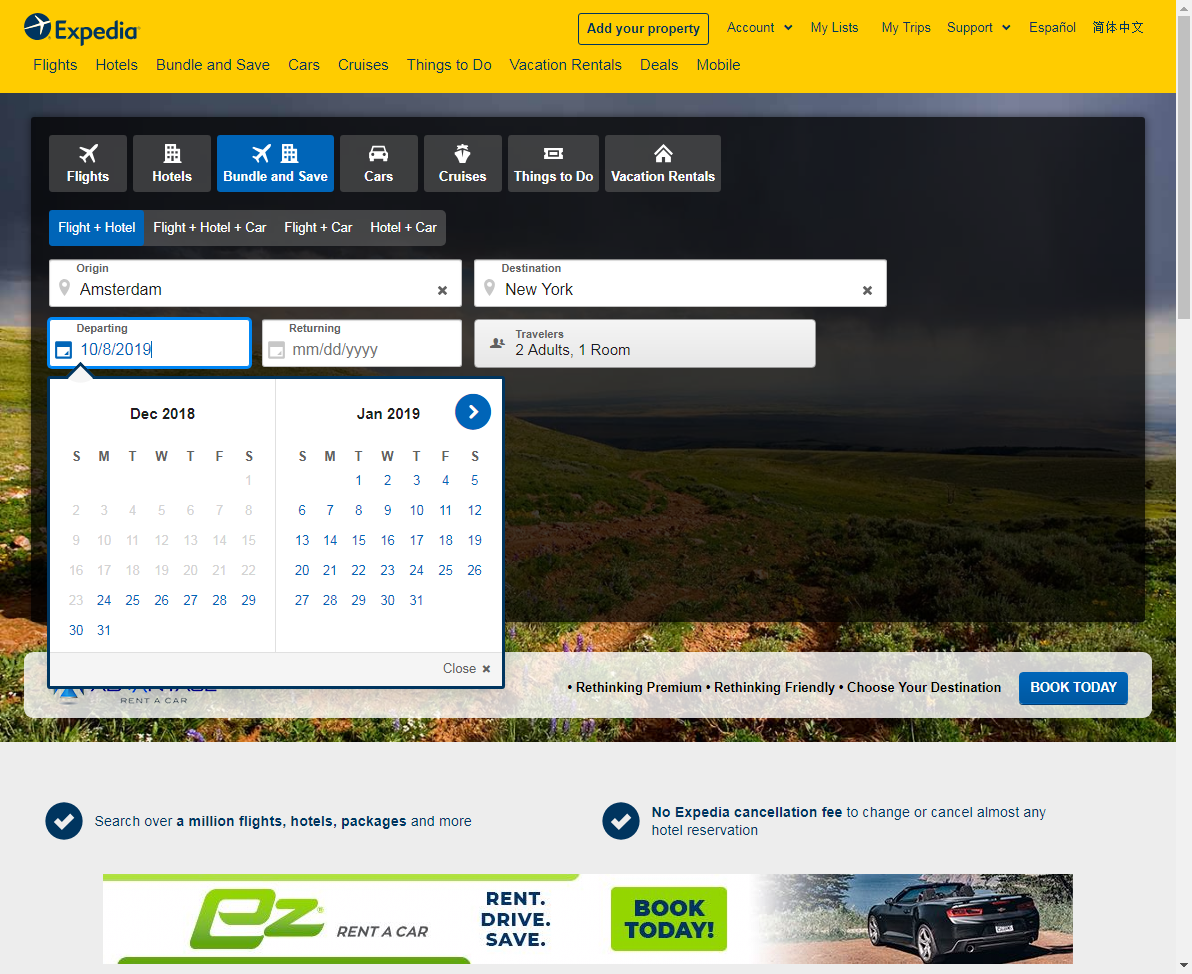 Expedia
Add your property
Account
My Lists
My Trips
Support
Español
简体中文
Flights Hotels Bundle and Save Cars Cruises Things to Do Vacation Rentals Deals Mobile
Flights
Hotels
Bundle and Save
Cars
Cruises
Things to Do
Vacation Rentals
Flight + Hotel
Flight + Hotel + Car
Flight + Car
Hotel + Car
Origin
Amsterdam
Destination
New York
Departing
10/8/2019
Returning
mm/dd/yyyy
Travelers
2 Adults, 1 Room
Dec 2018
S M T W T F S
1
2 3 4 5 6 7 8
9 10 11 12 13 14 15
16 17 18 19 20 21 22
23 24 25 26 27 28 29
30 31
Jan 2019
S M T W T F S
1 2 3 4 5
6 7 8 9 10 11 12
13 14 15 16 17 18 19
20 21 22 23 24 25 26
27 28 29 30 31
Close
RENT A CAR
• Rethinking Premium • Rethinking Friendly • Choose Your Destination
BOOK TODAY
Search over a million flights, hotels, packages and more
No Expedia cancellation fee to change or cancel almost any
hotel reservation
ez RENT A CAR
RENT.
DRIVE.
SAVE.
BOOK
TODAY!